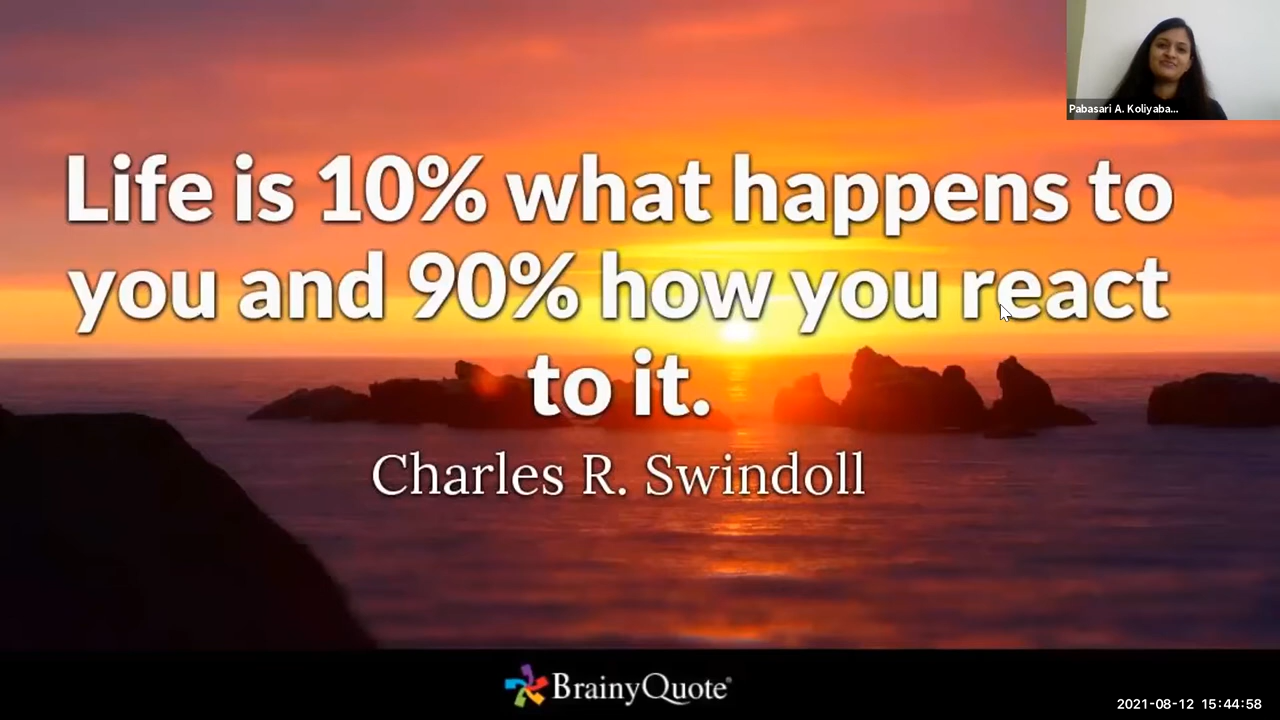 Pabasari A. Koliyaba...
Life is 10% what happens to
you and 90% how you react
to it.
Charles R. Swindoll
BrainyQuote®
2021-08-12 15:44:58